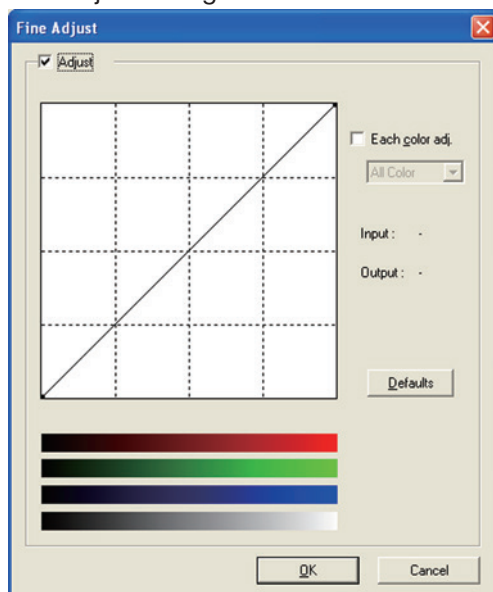 Fine Adjust
Adjust
Each color adj.
All Color
Input : -
Output : -
Defaults
OK
Cancel